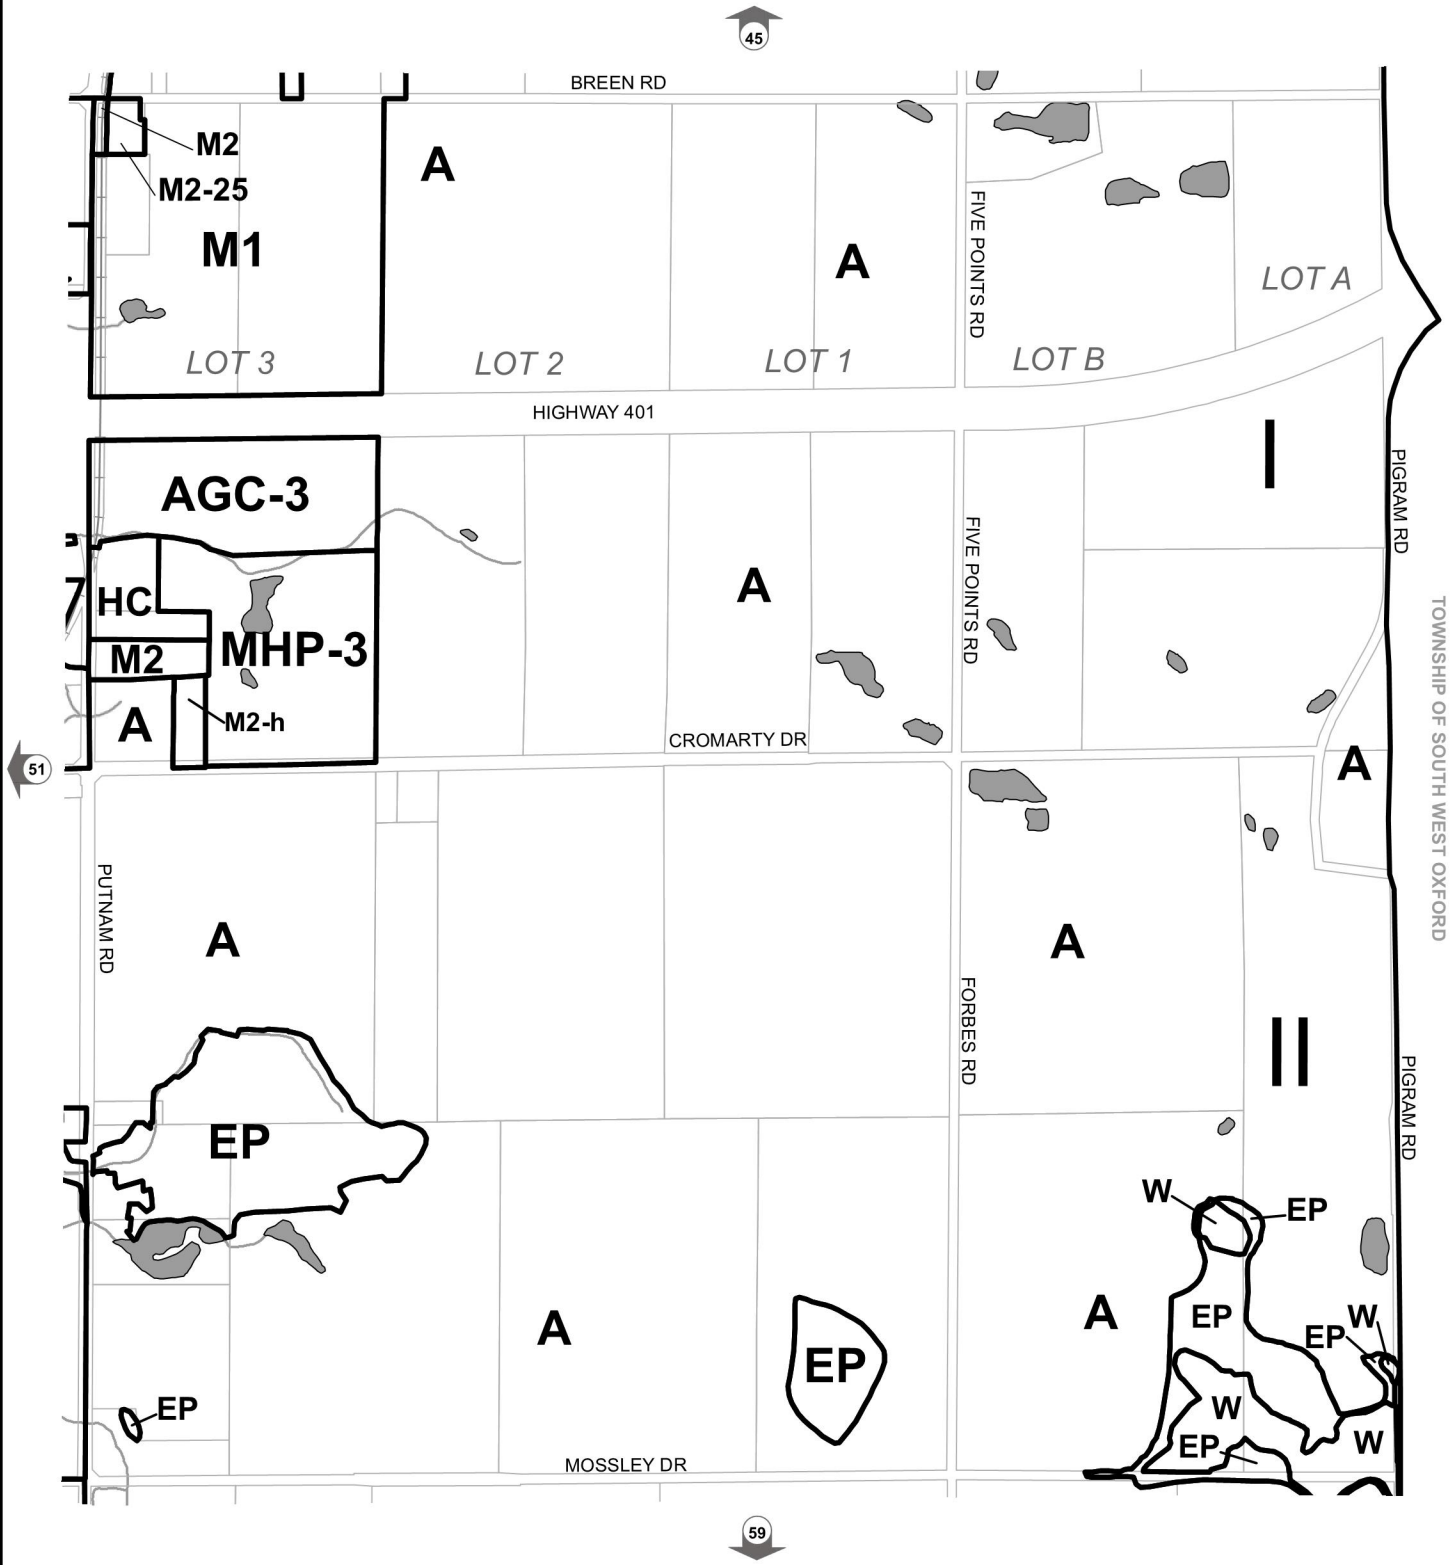 45
BREEN RD
M2
A
M2-25
M1
A
FIVE POINTS RD
LOT A
LOT 3
LOT 2
LOT 1
LOT B
HIGHWAY 401
I
PIGRAM RD
AGC-3
FIVE POINTS RD
7
HC
A
TOWNSHIP OF SOUTH WEST OXFORD
M2
MHP-3
A
M2-h
CROMARTY DR
A
51
PUTNAM RD
A
A
FORBES RD
II
PIGRAM RD
EP
W
EP
A
EP
A
EP
EP
W
EP
W
W
EP
MOSSLEY DR
59